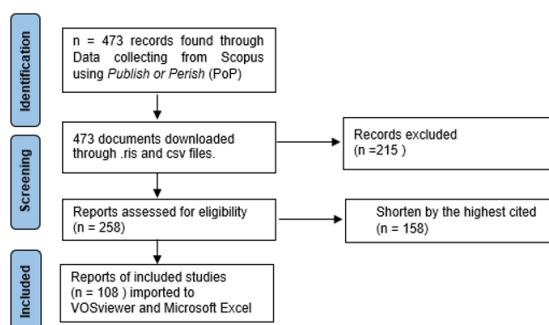 Identification
n = 473 records found through
Data collecting from Scopus
using Publish or Perish (PoP)
Screening
473 documents downloaded
through .ris and csv files.
Records excluded
(n =215 )
Reports assessed for eligibility
(n = 258)
Shorten by the highest cited
(n = 158)
Included
Reports of included studies
(n = 108 ) imported to
VOSviewer and Microsoft Excel